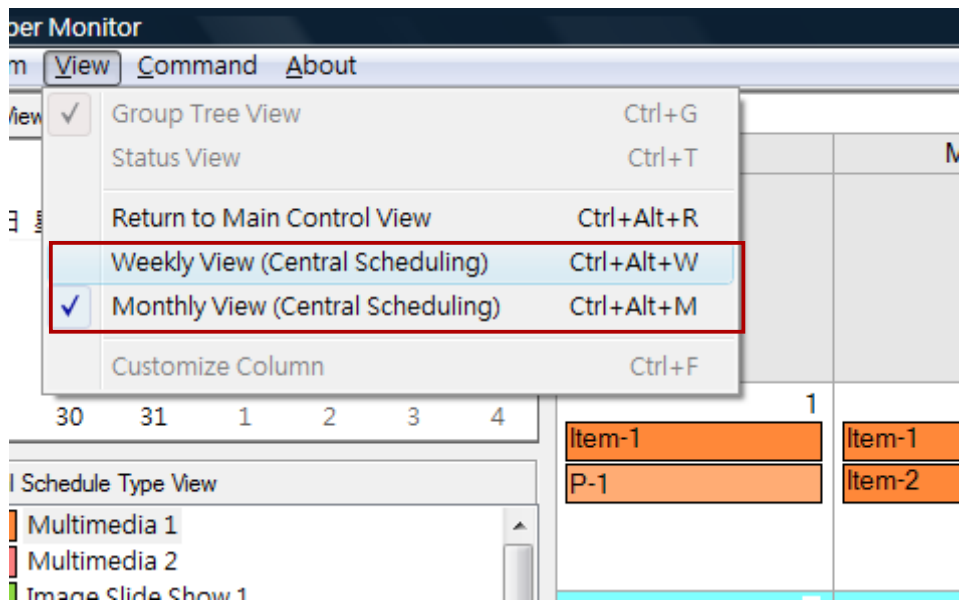 per Monitor
m View Command About
View
Group Tree View Ctrl+G
Status View Ctrl+T
M
日
Return to Main Control View Ctrl+Alt+R
Weekly View (Central Scheduling) Ctrl+Alt+W
Monthly View (Central Scheduling) Ctrl+Alt+M
Customize Column Ctrl+F
30 31 1 2 3 4
1
Item-1 Item-1
P-1 Item-2
l Schedule Type View
Multimedia 1
Multimedia 2
Image Slide Show 1